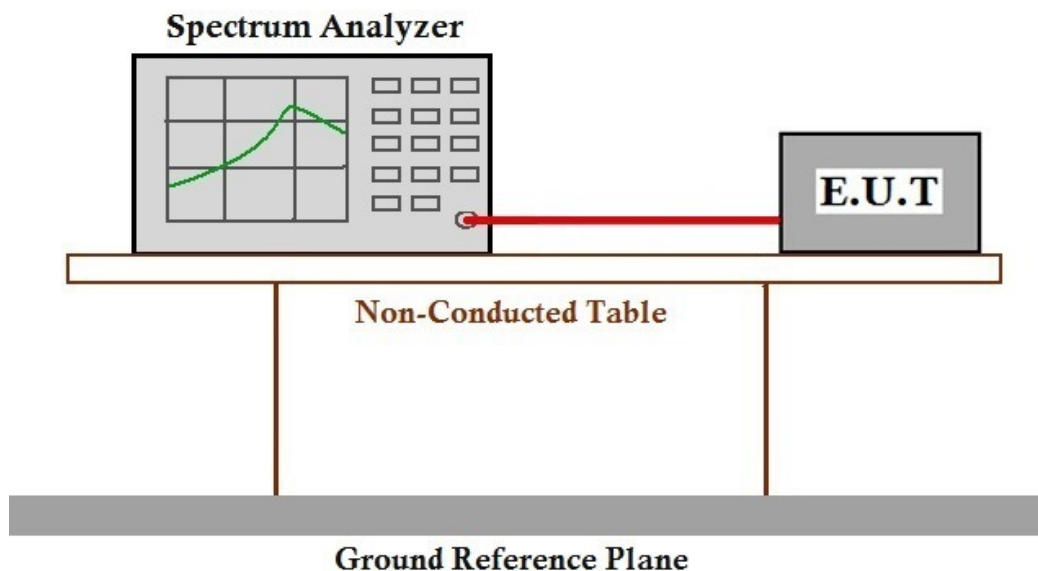 Spectrum Analyzer
E.U.T
Non-Conducted Table
Ground Reference Plane